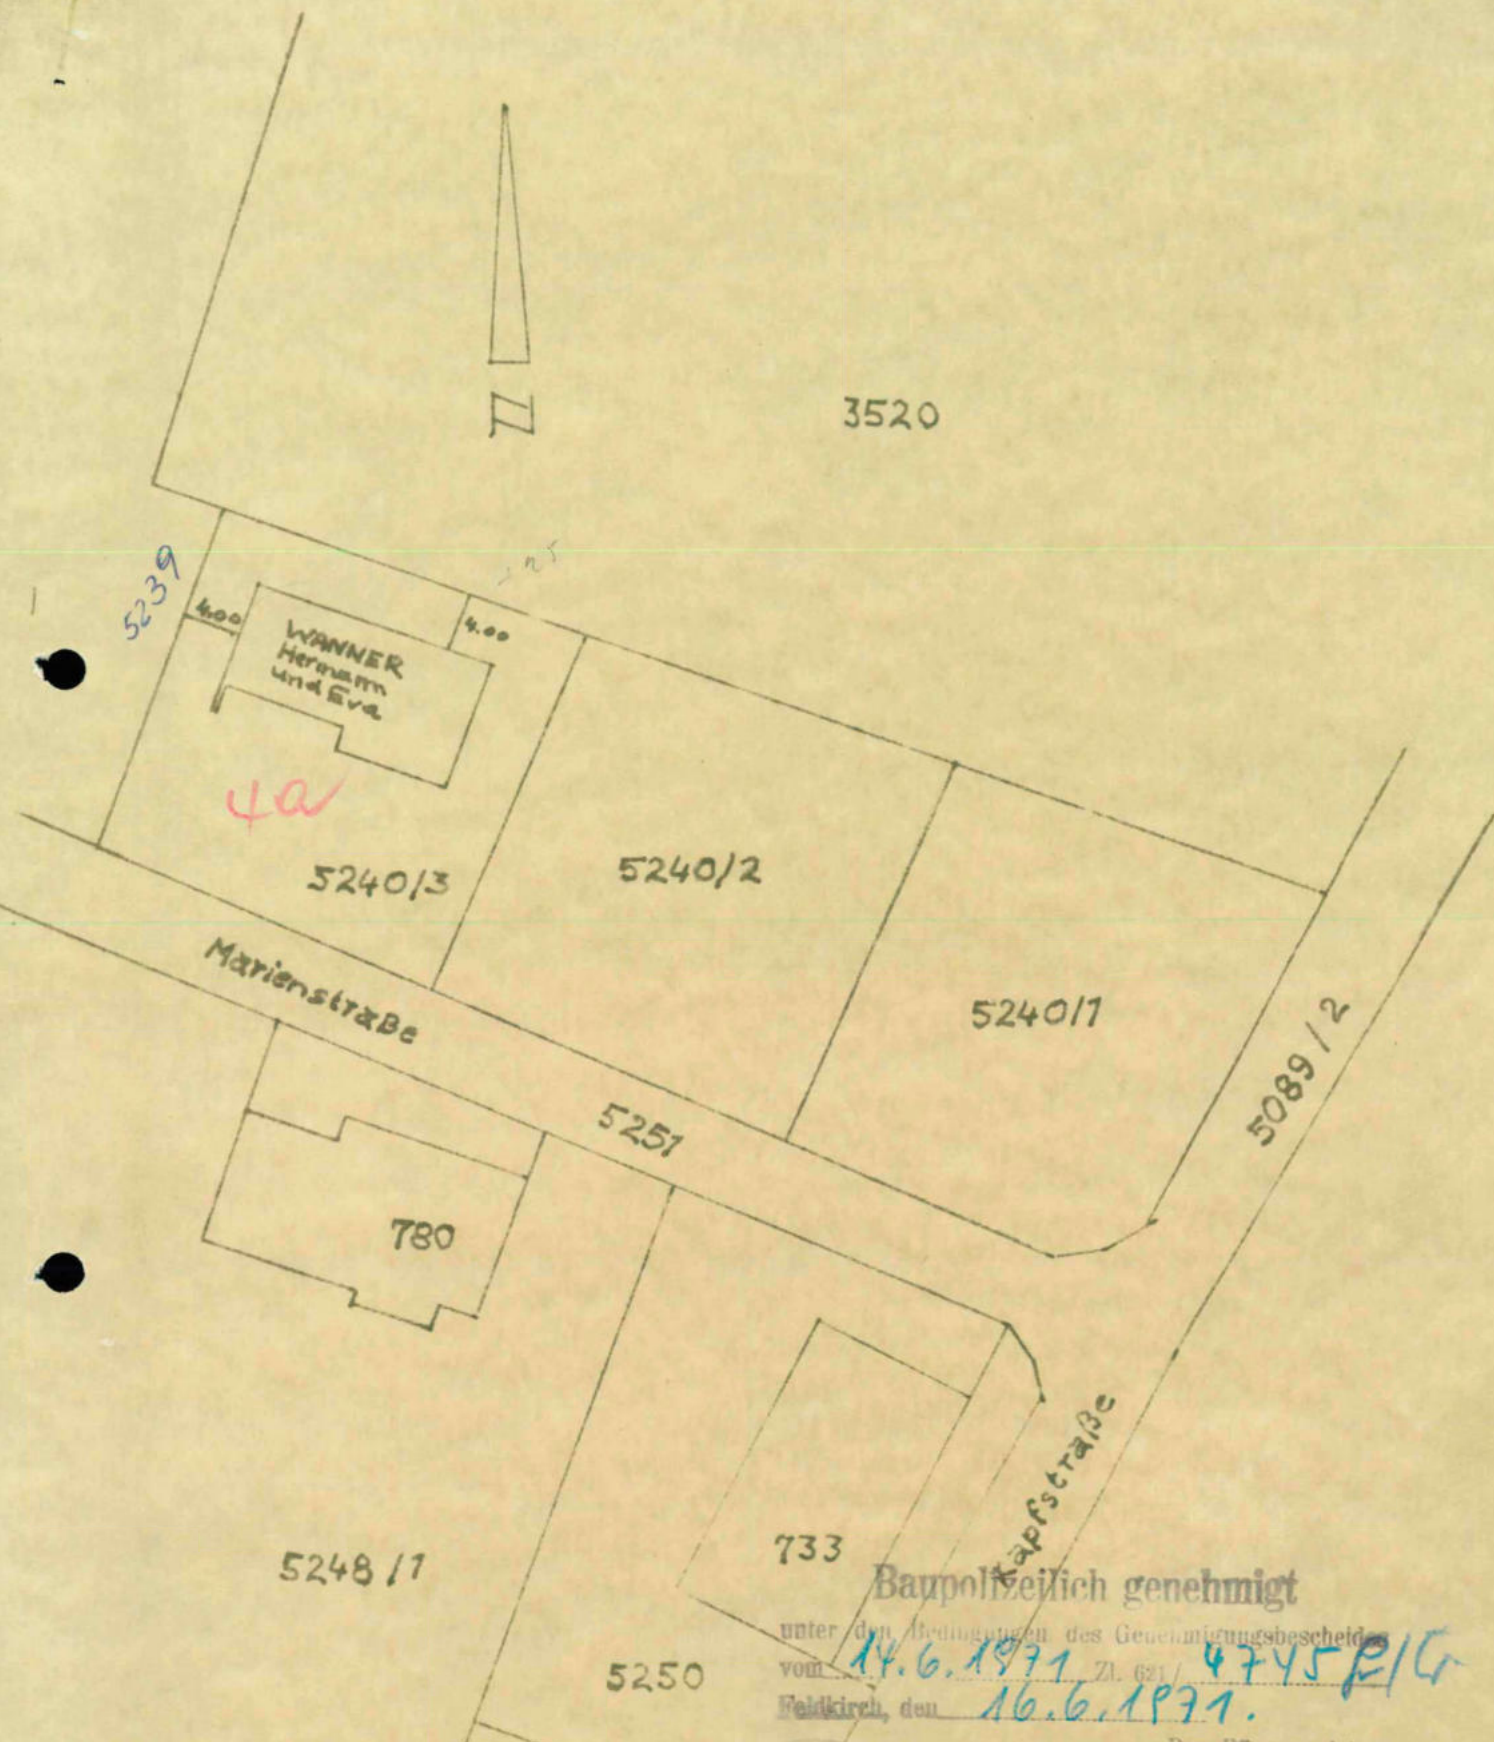 N
3520
5239
4.00
4.00
WANNER
Hermann
und Eva
4a
5240/3
5240/2
5240/1
Marienstraße
5251
5089/2
780
Kapfstraße
733
5248/1
5250
Baupolizeilich genehmigt
unter den Bedingungen des Genehmigungsbescheides
vom 14.6.1971 Zl. 621/ 4745
Feldkirch, den 16.6.1971.